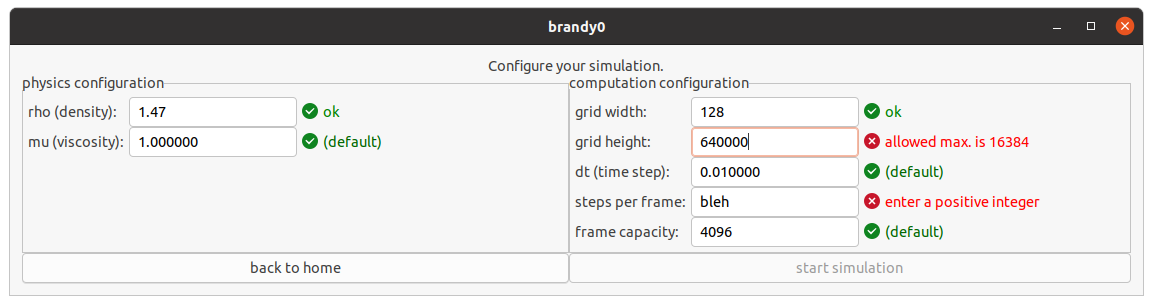 brandy0
Configure your simulation.
physics configuration
rho (density): 1.47 ok
mu (viscosity): 1.000000 (default)
computation configuration
grid width: 128 ok
grid height: 640000 allowed max. is 16384
dt (time step): 0.010000 (default)
steps per frame: bleh enter a positive integer
frame capacity: 4096 (default)
back to home
start simulation